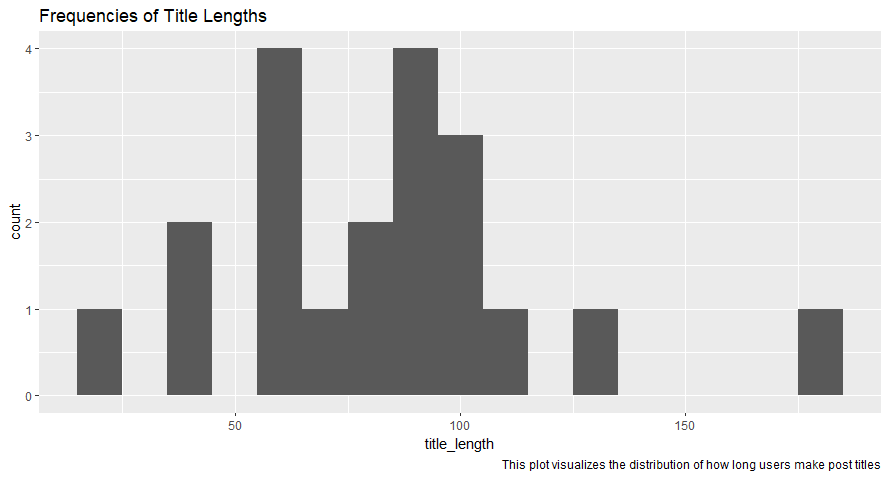 Frequencies of Title Lengths
4
3
2
1
0
count
50 100 150
title_length
This plot visualizes the distribution of how long users make post titles